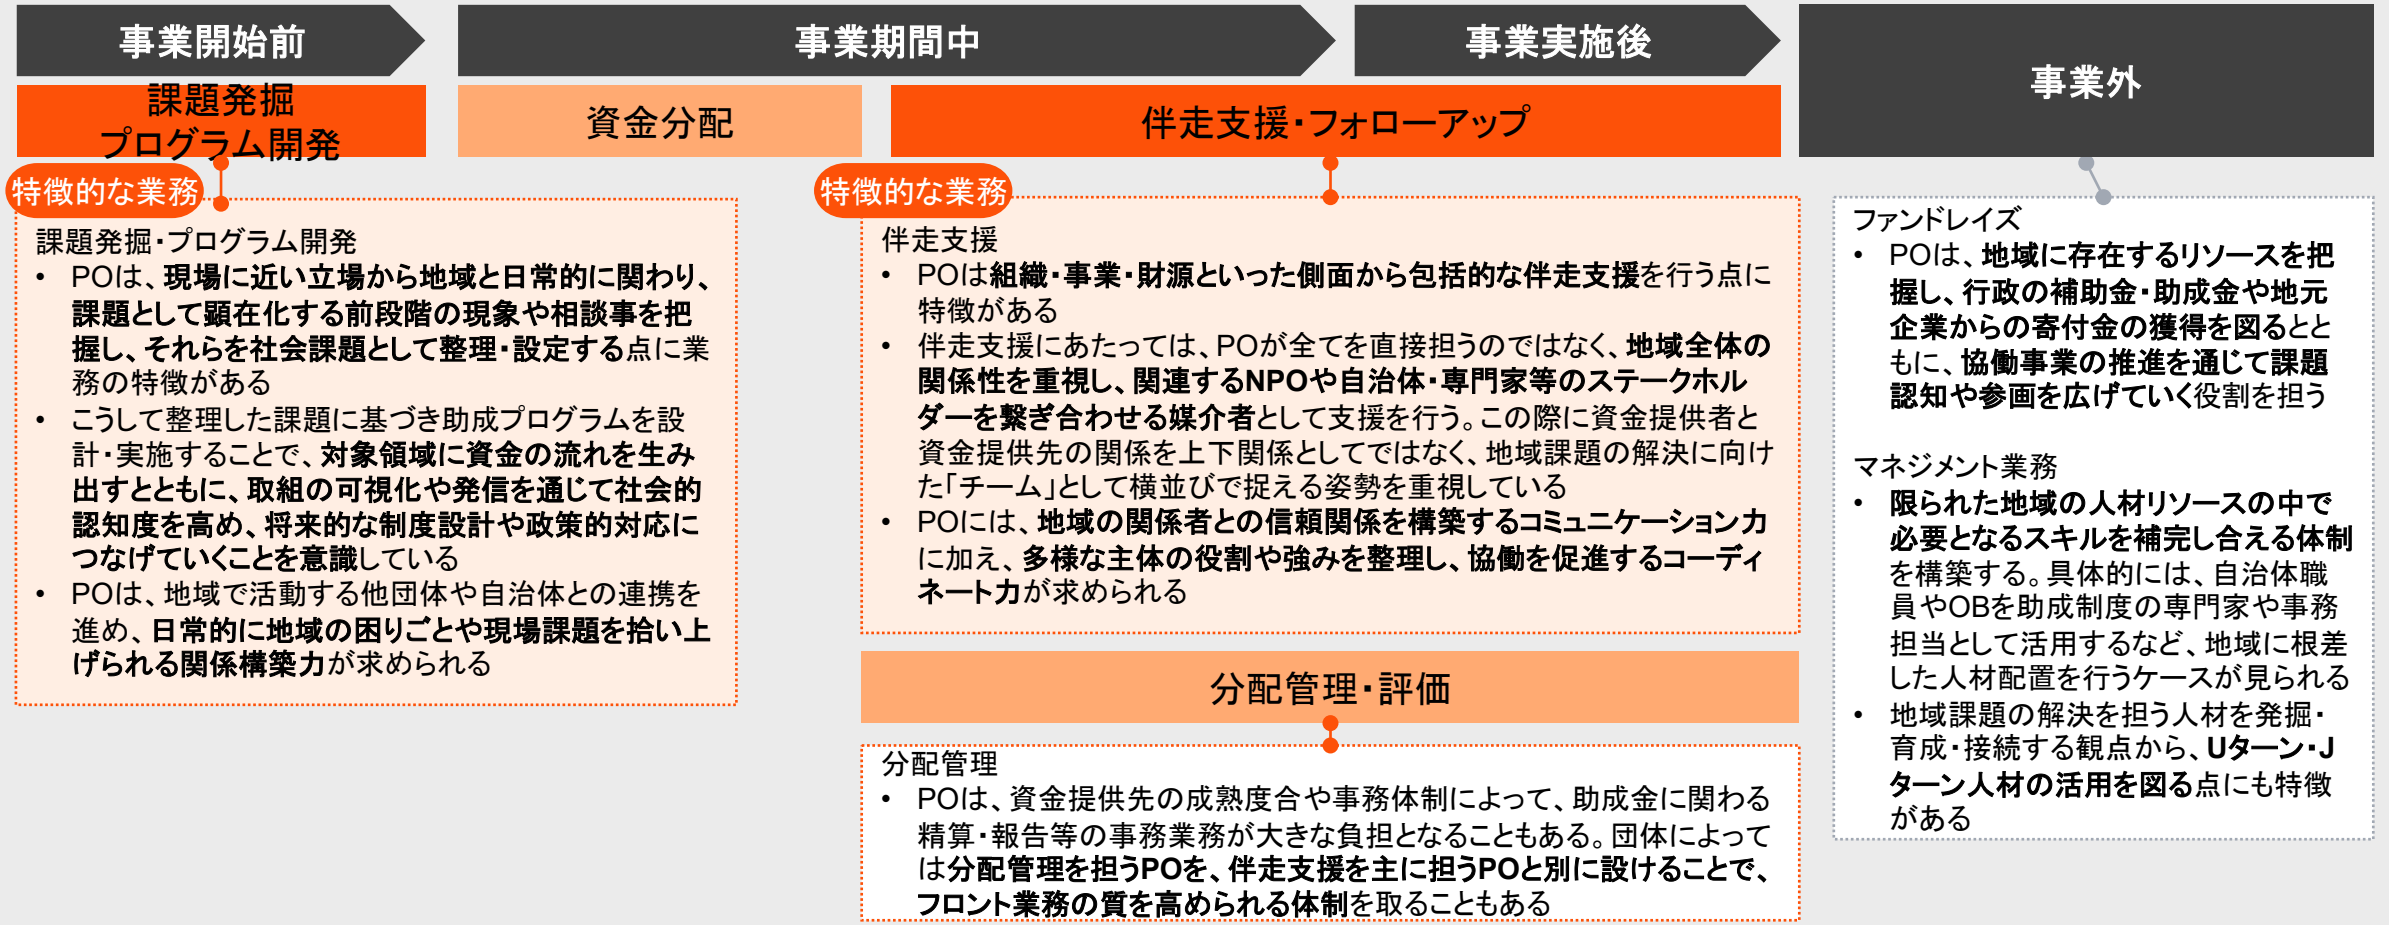 事業開始前
事業期間中
事業実施後
事業外
課題発掘
プログラム開発
資金分配
伴走支援・フォローアップ
特徴的な業務
課題発掘・プログラム開発
• POは、現場に近い立場から地域と日常的に関わり、
課題として顕在化する前段階の現象や相談事を把
握し、それらを社会課題として整理・設定する点に業
務の特徴がある
• こうして整理した課題に基づき助成プログラムを設
計・実施することで、対象領域に資金の流れを生み
出すとともに、取組の可視化や発信を通じて社会的
認知度を高め、将来的な制度設計や政策的対応に
つなげていくことを意識している
• POは、地域で活動する他団体や自治体との連携を
進め、日常的に地域の困りごとや現場課題を拾い上
げられる関係構築力が求められる
特徴的な業務
伴走支援
• POは組織・事業・財源といった側面から包括的な伴走支援を行う点に
特徴がある
• 伴走支援にあたっては、POが全てを直接担うのではなく、地域全体の
関係性を重視し、関連するNPOや自治体・専門家等のステークホル
ダーを繋ぎ合わせる媒介者として支援を行う。この際に資金提供者と
資金提供先の関係を上下関係としてではなく、地域課題の解決に向け
た「チーム」として横並びで捉える姿勢を重視している
• POには、地域の関係者との信頼関係を構築するコミュニケーション力
に加え、多様な主体の役割や強みを整理し、協働を促進するコーディ
ネート力が求められる
分配管理・評価
分配管理
• POは、資金提供先の成熟度合や事務体制によって、助成金に関わる
精算・報告等の事務業務が大きな負担となることもある。団体によって
は分配管理を担うPOを、伴走支援を主に担うPOと別に設けることで、
フロント業務の質を高められる体制を取ることもある
ファンドレイズ
• POは、地域に存在するリソースを把
握し、行政の補助金・助成金や地元
企業からの寄付金の獲得を図るとと
もに、協働事業の推進を通じて課題
認知や参画を広げていく役割を担う
マネジメント業務
• 限られた地域の人材リソースの中で
必要となるスキルを補完し合える体制
を構築する。具体的には、自治体職
員やOBを助成制度の専門家や事務
担当として活用するなど、地域に根差
した人材配置を行うケースが見られる
• 地域課題の解決を担う人材を発掘・
育成・接続する観点から、Uターン・J
ターン人材の活用を図る点にも特徴
がある